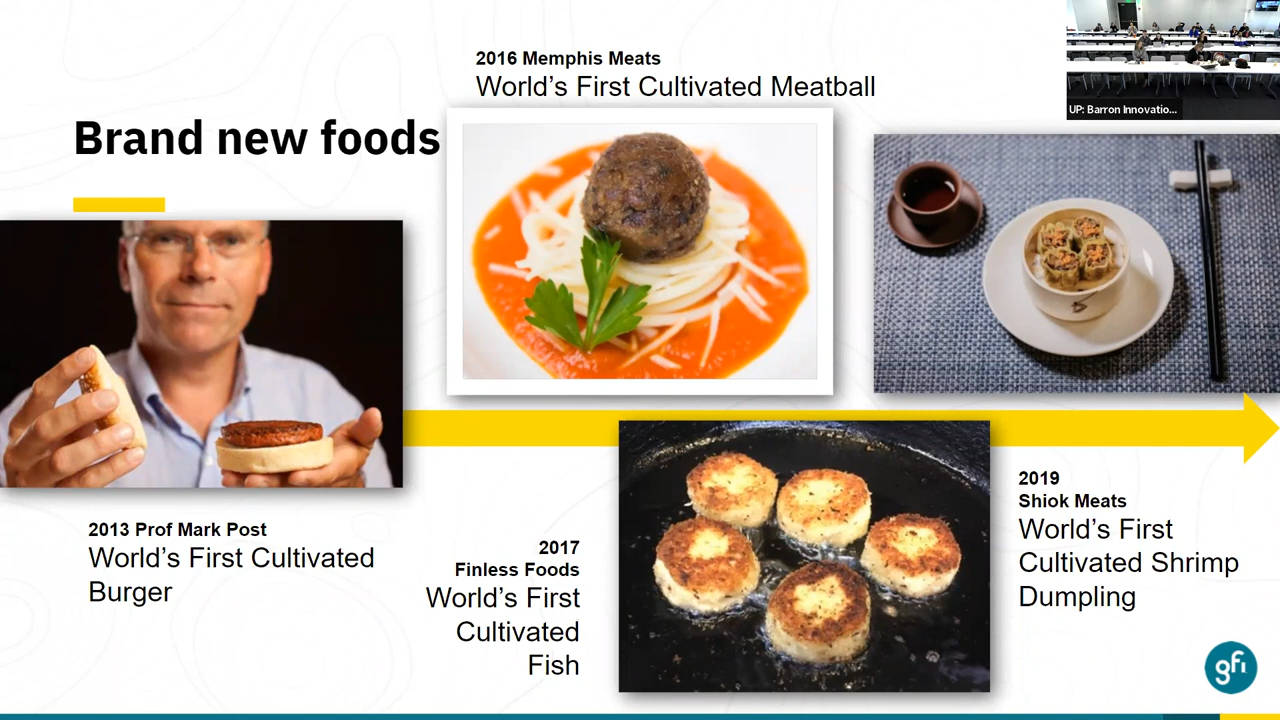 2016 Memphis Meats
World's First Cultivated Meatball
Brand new foods
UP: Barron Innovatio...
2013 Prof Mark Post
World's First Cultivated
Burger
2017
Finless Foods
World's First
Cultivated
Fish
2019
Shiok Meats
World's First
Cultivated Shrimp
Dumpling
gfi